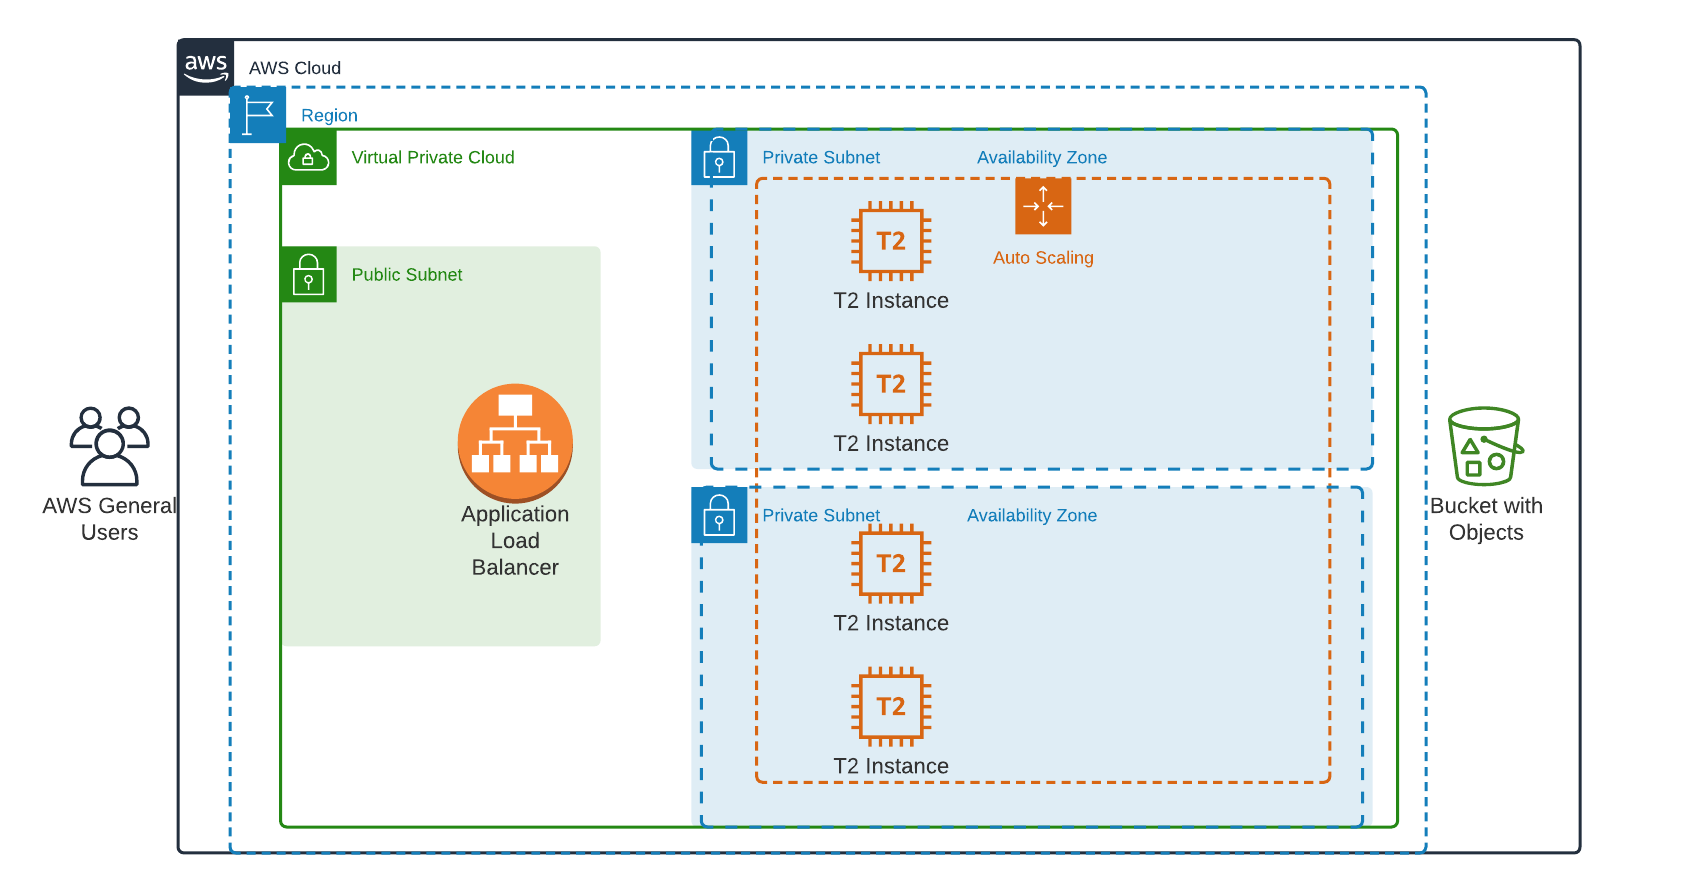 aws
AWS Cloud
Region
Virtual Private Cloud
Private Subnet
Availability Zone
T2
Auto Scaling
T2 Instance
Public Subnet
T2
T2 Instance
AWS General
Users
Application
Load
Balancer
Private Subnet
Availability Zone
T2
T2 Instance
T2
T2 Instance
Bucket with
Objects